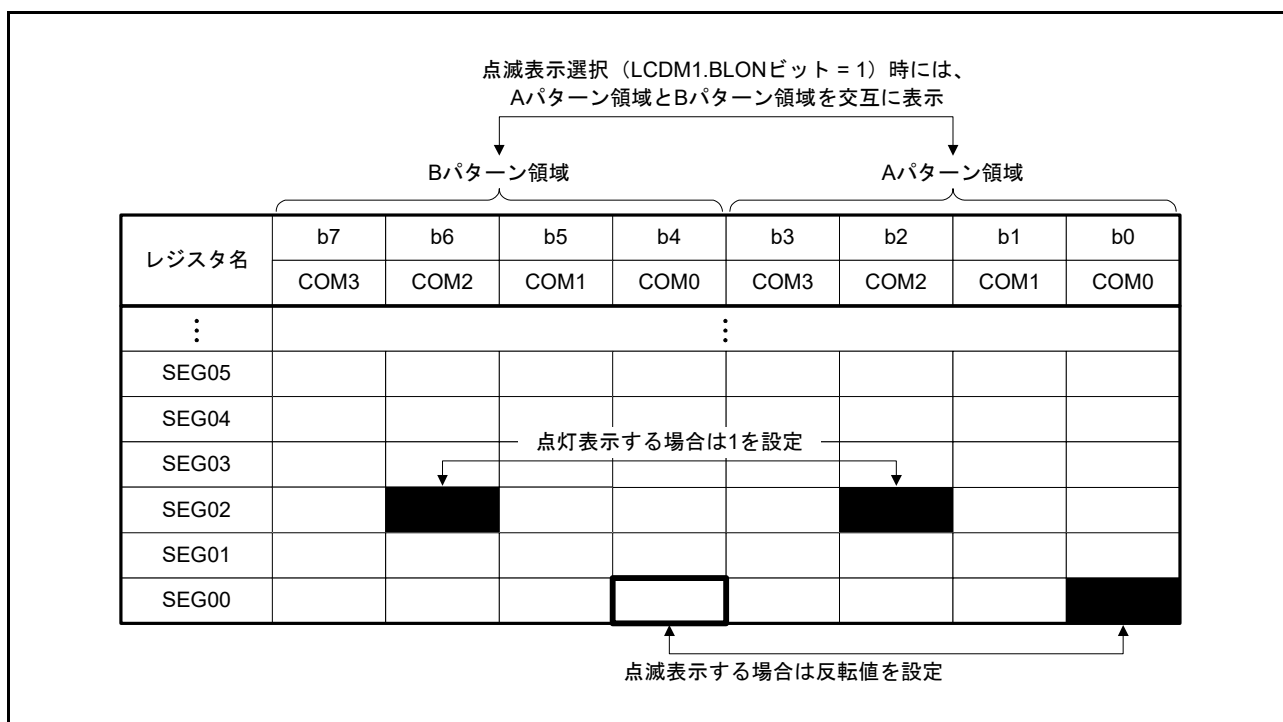 点滅表示選択（LCDM1.BLONビット = 1）時には、
Aパターン領域とBパターン領域を交互に表示
Bパターン領域 Aパターン領域
レジスタ名 b7 b6 b5 b4 b3 b2 b1 b0
COM3 COM2 COM1 COM0 COM3 COM2 COM1 COM0
⋮ ⋮
SEG05
SEG04
点灯表示する場合は1を設定
SEG03
SEG02
SEG01
SEG00
点滅表示する場合は反転値を設定